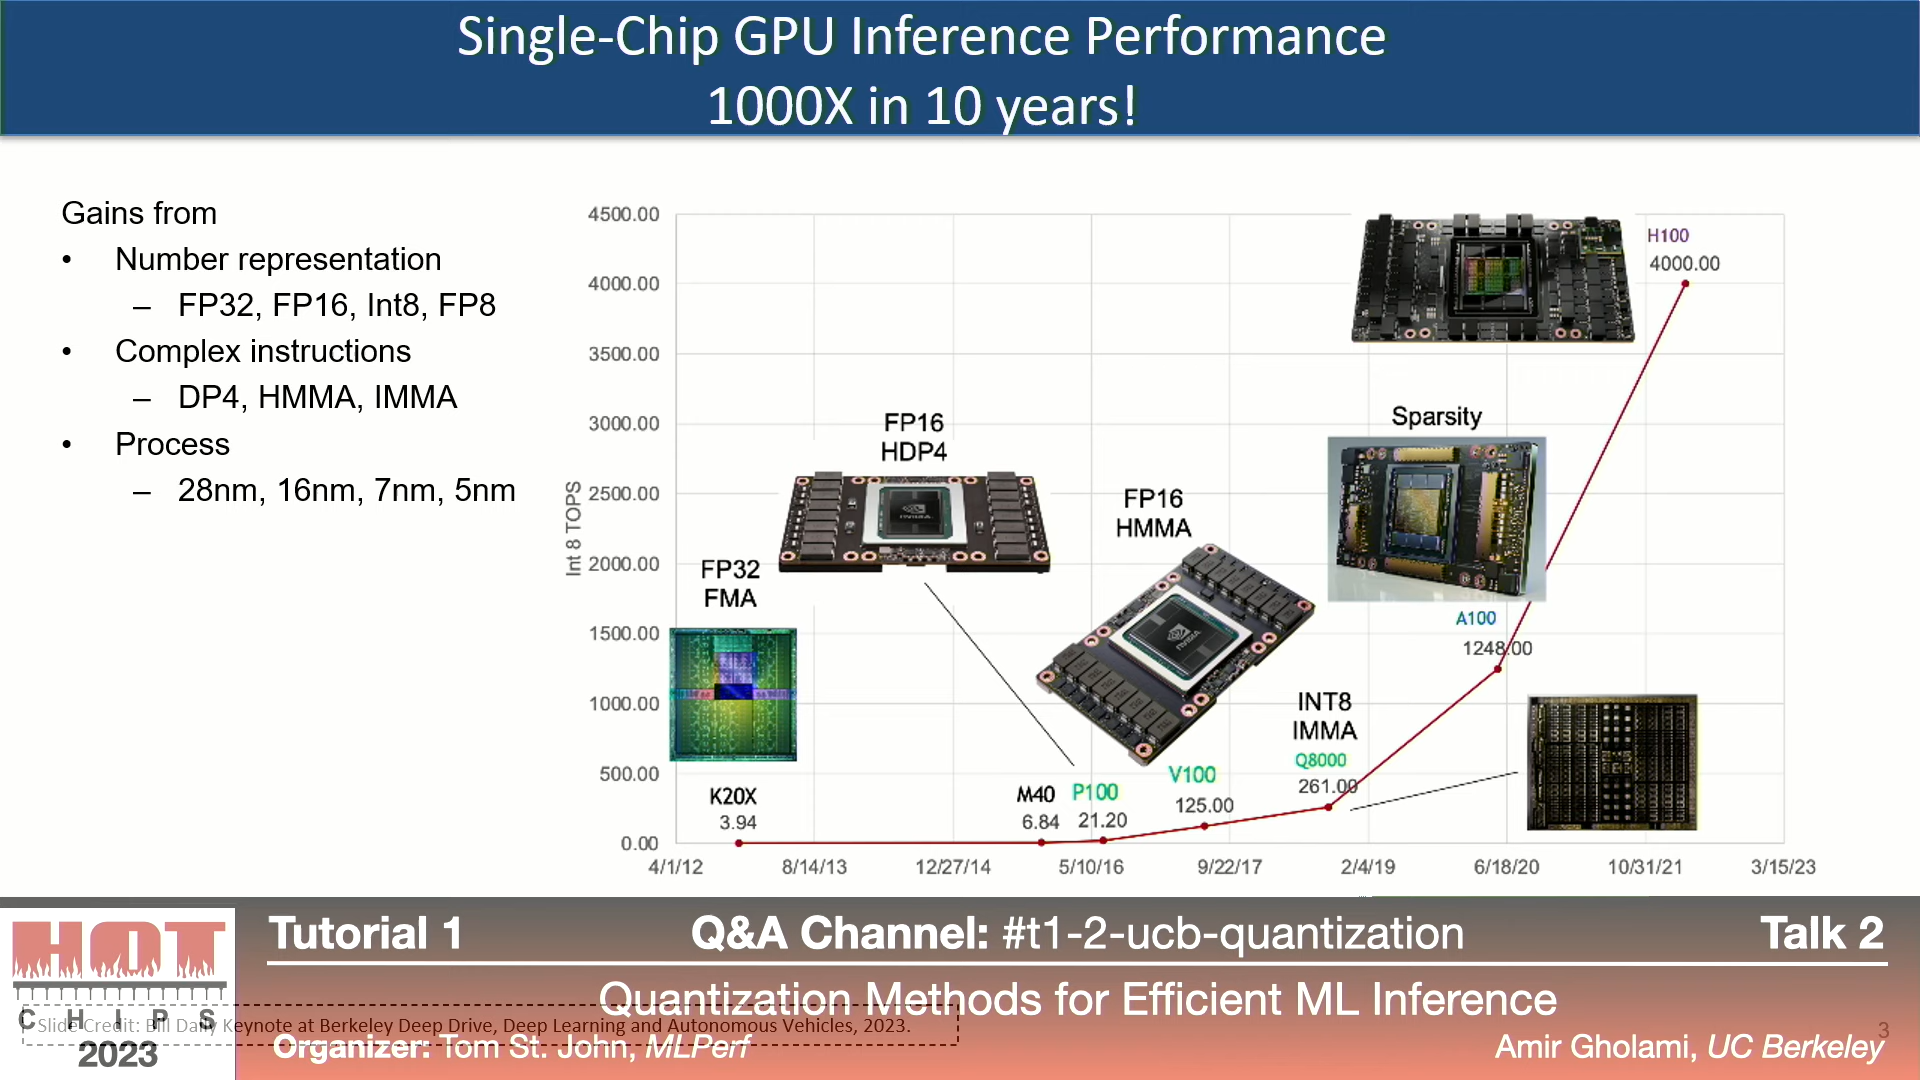 Single-Chip GPU Inference Performance
1000X in 10 years!
Gains from
• Number representation
– FP32, FP16, Int8, FP8
• Complex instructions
– DP4, HMMA, IMMA
• Process
– 28nm, 16nm, 7nm, 5nm
Int 8 TOPS
4500.00
4000.00
3500.00
3000.00
2500.00
2000.00
1500.00
1000.00
500.00
0.00
4/1/12
8/14/13
12/27/14
5/10/16
9/22/17
2/4/19
6/18/20
10/31/21
3/15/23
FP32
FMA
K20X
3.94
FP16
HDP4
M40
6.84
P100
21.20
FP16
HMMA
V100
125.00
INT8
IMMA
Q8000
261.00
Sparsity
A100
1248.00
H100
4000.00
NVIDIA
NVIDIA
HOT
CHIPS
2023
Tutorial 1
Q&A Channel: #t1-2-ucb-quantization
Talk 2
Quantization Methods for Efficient ML Inference
Slide Credit: Bill Dally Keynote at Berkeley Deep Drive, Deep Learning and Autonomous Vehicles, 2023.
3
Organizer: Tom St. John, MLPerf
Amir Gholami, UC Berkeley